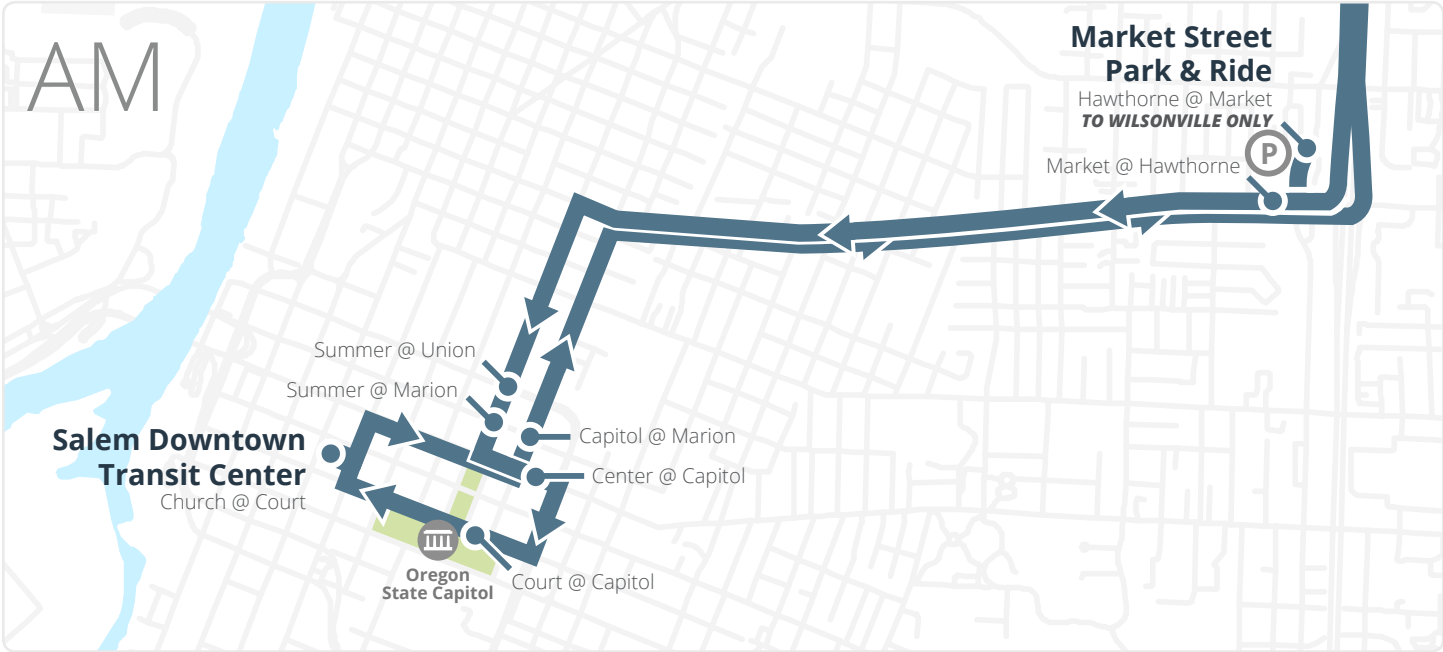 AM
Market Street
Park & Ride
Hawthorne @ Market
TO WILSONVILLE ONLY
P
Market @ Hawthorne
Summer @ Union
Summer @ Marion
Salem Downtown
Transit Center
Church @ Court
Capitol @ Marion
Center @ Capitol
Oregon
State Capitol
Court @ Capitol